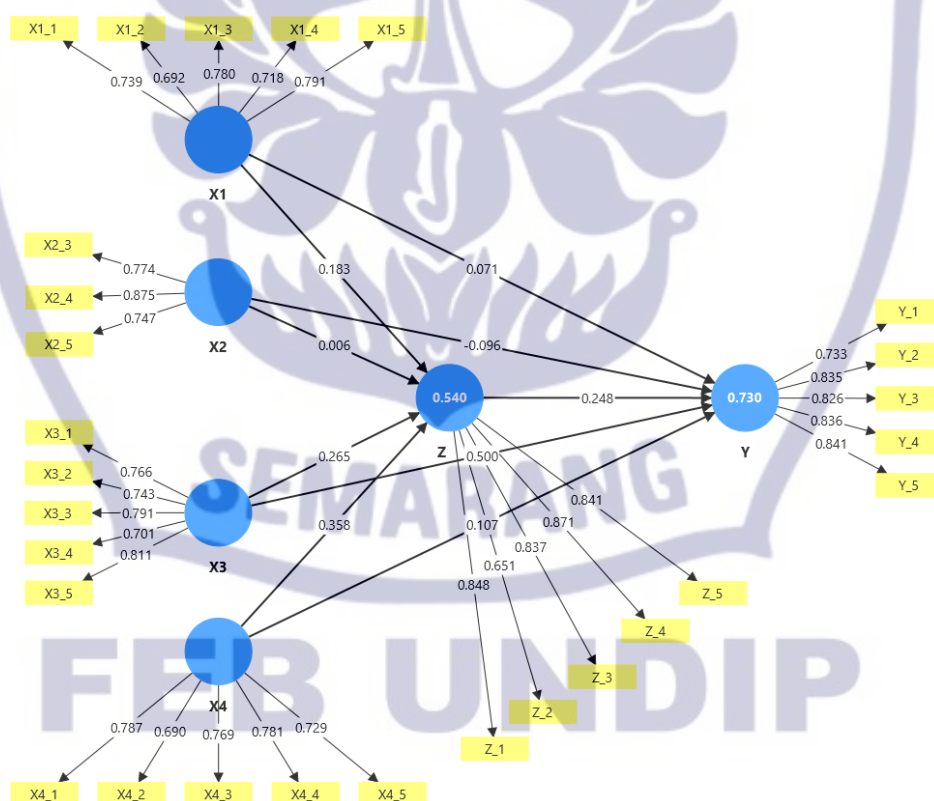 X1_1 X1_2 X1_3 X1_4 X1_5
0.739 0.692 0.780 0.718 0.791
X1
X2_3
X2_4
X2_5
0.774
0.875
0.747
X2
0.183
0.071
0.006
-0.096
X3_1
X3_2
X3_3
X3_4
X3_5
0.766
0.743
0.791
0.701
0.811
X3
0.265
0.500
0.358
0.107
0.540
Z
0.248
0.730
Y
Y_1
Y_2
Y_3
Y_4
Y_5
0.733
0.835
0.826
0.836
0.841
0.848
0.651
0.837
0.871
0.841
Z_5
Z_4
Z_3
Z_2
Z_1
X4
0.787 0.690 0.769 0.781 0.729
X4_1 X4_2 X4_3 X4_4 X4_5
SEMARANG
FEB UNDIP